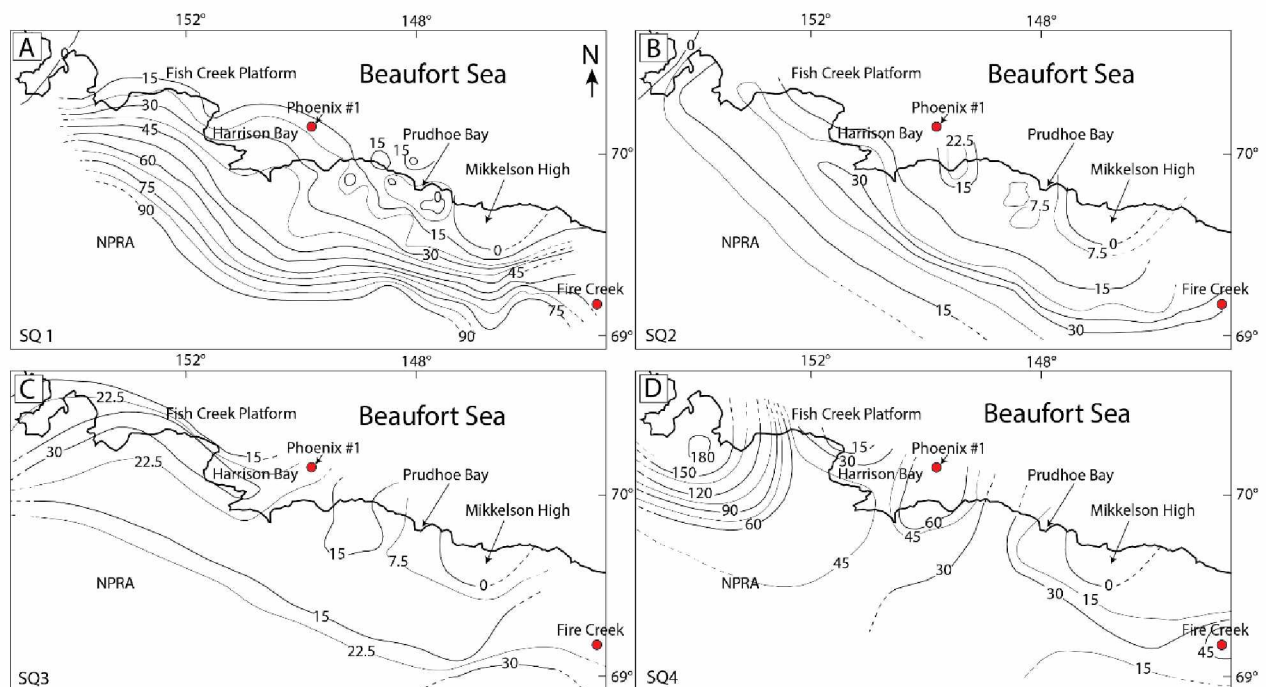 152° 148°
A
Fish Creek Platform
Beaufort Sea
N
0
15
30
45
60
75
90
Harrison Bay
Phoenix #1
15
15
Prudhoe Bay
70°
Mikkelson High
0
0
15
30
45
NPRA
Fire Creek
75
90
SQ 1
69°
152° 148°
B
0
Fish Creek Platform
Beaufort Sea
Phoenix #1
Harrison Bay
22.5
Prudhoe Bay
70°
30
15
Mikkelson High
7.5
NPRA
0
7.5
15
Fire Creek
15
30
SQ2
69°
152° 148°
C
22.5
Fish Creek Platform
Beaufort Sea
30
15
Phoenix #1
22.5
Harrison Bay
Prudhoe Bay
70°
Mikkelson High
15
7.5
0
NPRA
15
Fire Creek
22.5
30
SQ3
69°
152° 148°
D
Fish Creek Platform
Beaufort Sea
15
Phoenix #1
180
30
150
Harrison Bay
Prudhoe Bay
120
70°
90
60
Mikkelson High
60
45
45
30
NPRA
0
30
15
Fire Creek
45
15
SQ4
69°